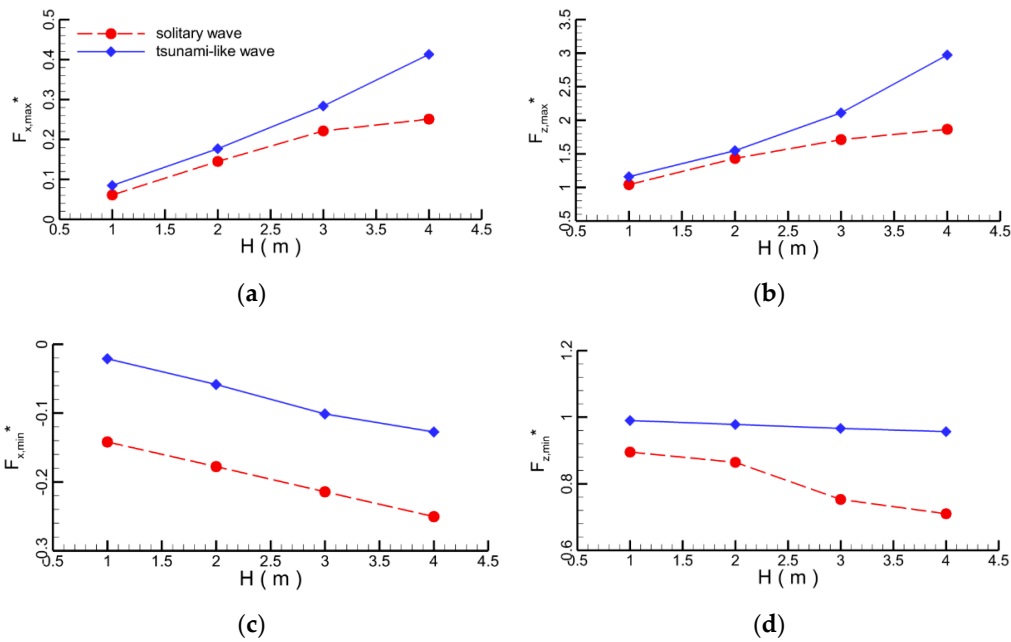 solitary wave
tsunami-like wave
F x,max *
0 0.1 0.2 0.3 0.4 0.5
0.5 1 1.5 2 2.5 3 3.5 4 4.5
H ( m )
(a)
F z,max *
0.5 1 1.5 2 2.5 3 3.5
0.5 1 1.5 2 2.5 3 3.5 4 4.5
H ( m )
(b)
F x,min *
-0.3 -0.2 -0.1 0
0.5 1 1.5 2 2.5 3 3.5 4 4.5
H ( m )
(c)
F z,min *
0.6 0.8 1 1.2
0.5 1 1.5 2 2.5 3 3.5 4 4.5
H ( m )
(d)